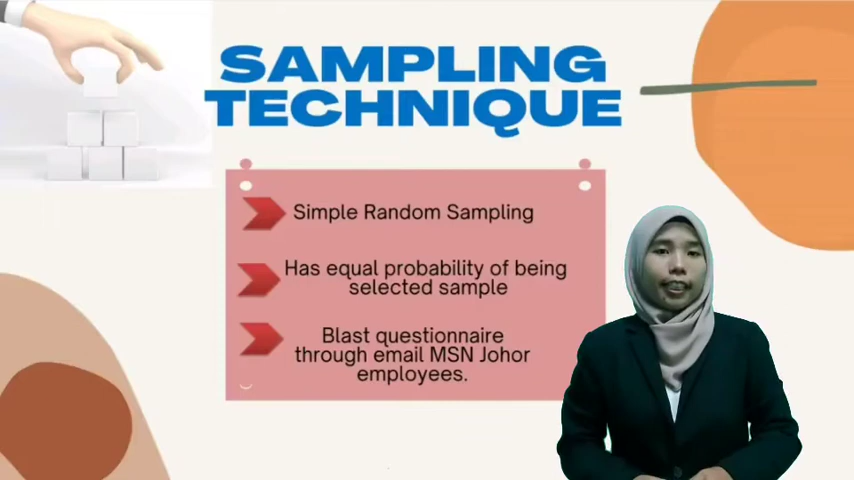 SAMPLING
TECHNIQUE
Simple Random Sampling
Has equal probability of being
selected sample
Blast questionnaire
through email MSN Johor
employees.